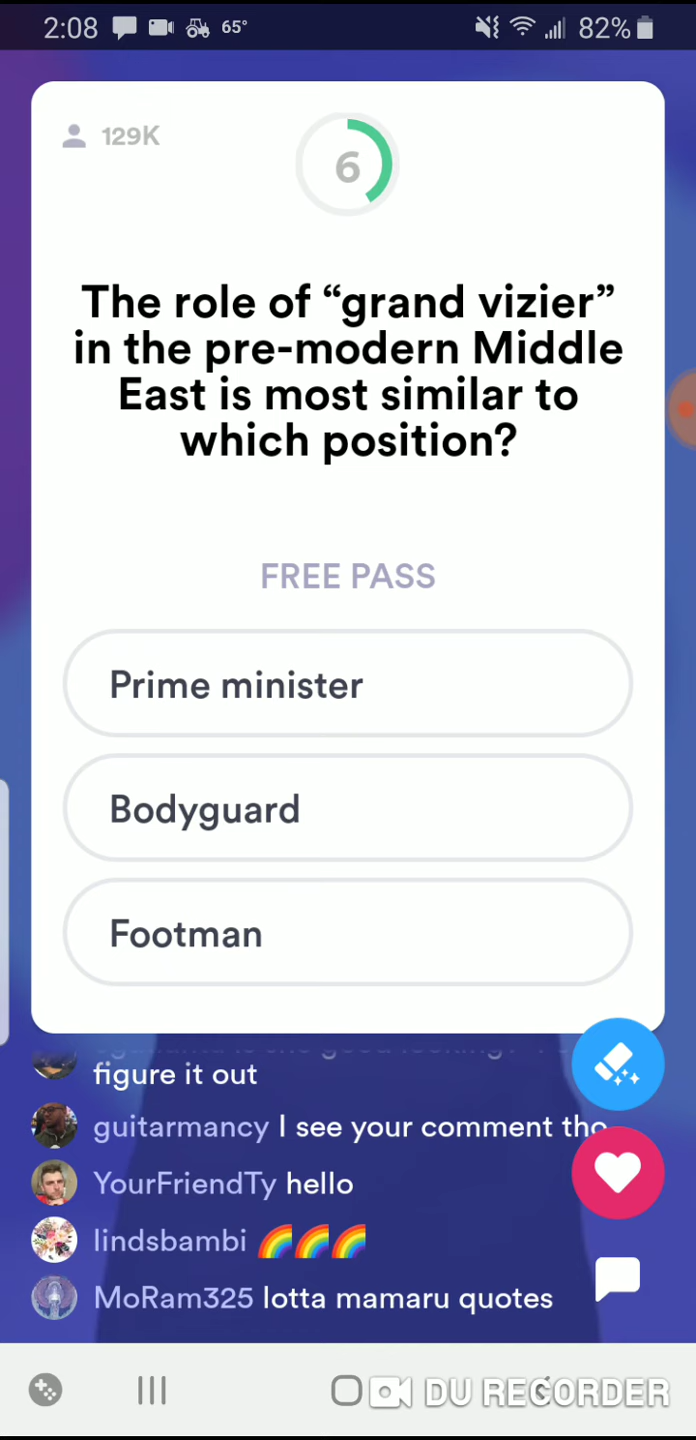 2:08 65° 82%
129K
6
The role of “grand vizier”
in the pre-modern Middle
East is most similar to
which position?
FREE PASS
Prime minister
Bodyguard
Footman
figure it out
guitarmancy I see your comment tho
YourFriendTy hello
lindsbambi 🌈🌈🌈
MoRam325 lotta mamaru quotes
DU RECORDER